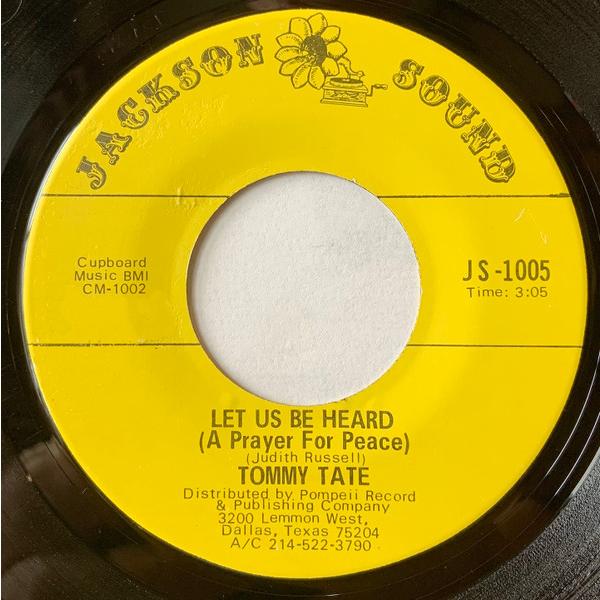 JACKSON SOUND
Cupboard
Music BMI
CM-1002
JS-1005
Time: 3:05
LET US BE HEARD
(A Prayer For Peace)
(Judith Russell)
TOMMY TATE
Distributed by Pompeii Record
& Publishing Company
3200 Lemmon West,
Dallas, Texas 75204
A/C 214-522-3790